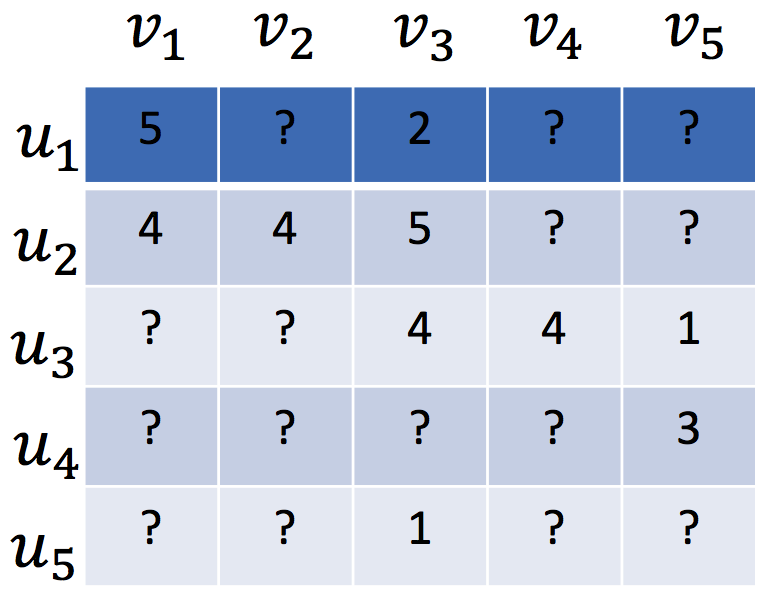 v₁ v₂ v₃ v₄ v₅
u₁ 5 ? 2 ? ?
u₂ 4 4 5 ? ?
u₃ ? ? 4 4 1
u₄ ? ? ? ? 3
u₅ ? ? 1 ? ?